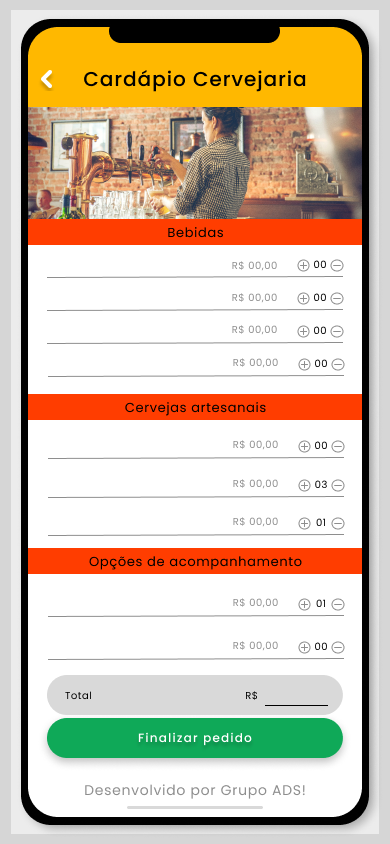 Cardápio Cervejaria
Bebidas
R$ 00,00 00
R$ 00,00 00
R$ 00,00 00
R$ 00,00 00
Cervejas artesanais
R$ 00,00 00
R$ 00,00 03
R$ 00,00 01
Opções de acompanhamento
R$ 00,00 01
R$ 00,00 00
Total R$
Finalizar pedido
Desenvolvido por Grupo ADS!